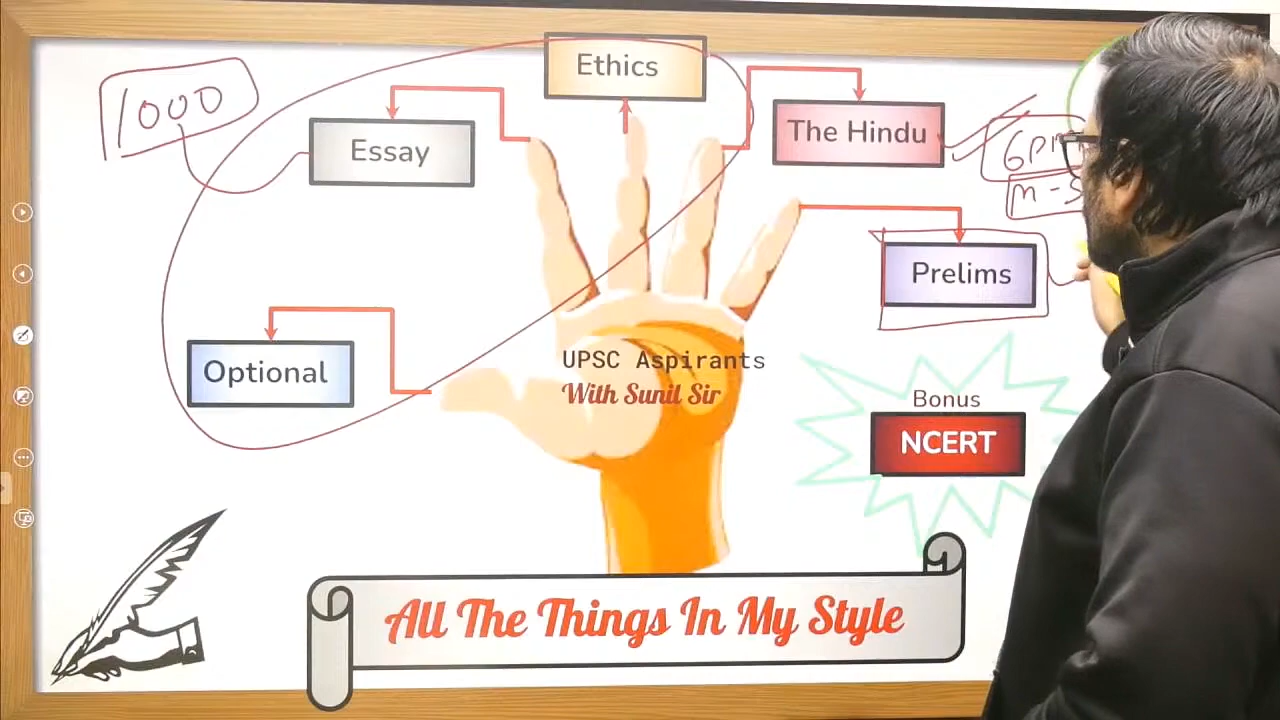 Ethics
1000
Essay
The Hindu
6PM
Prelims
Optional
UPSC Aspirants
With Sunil Sir
Bonus
NCERT
All The Things In My Style